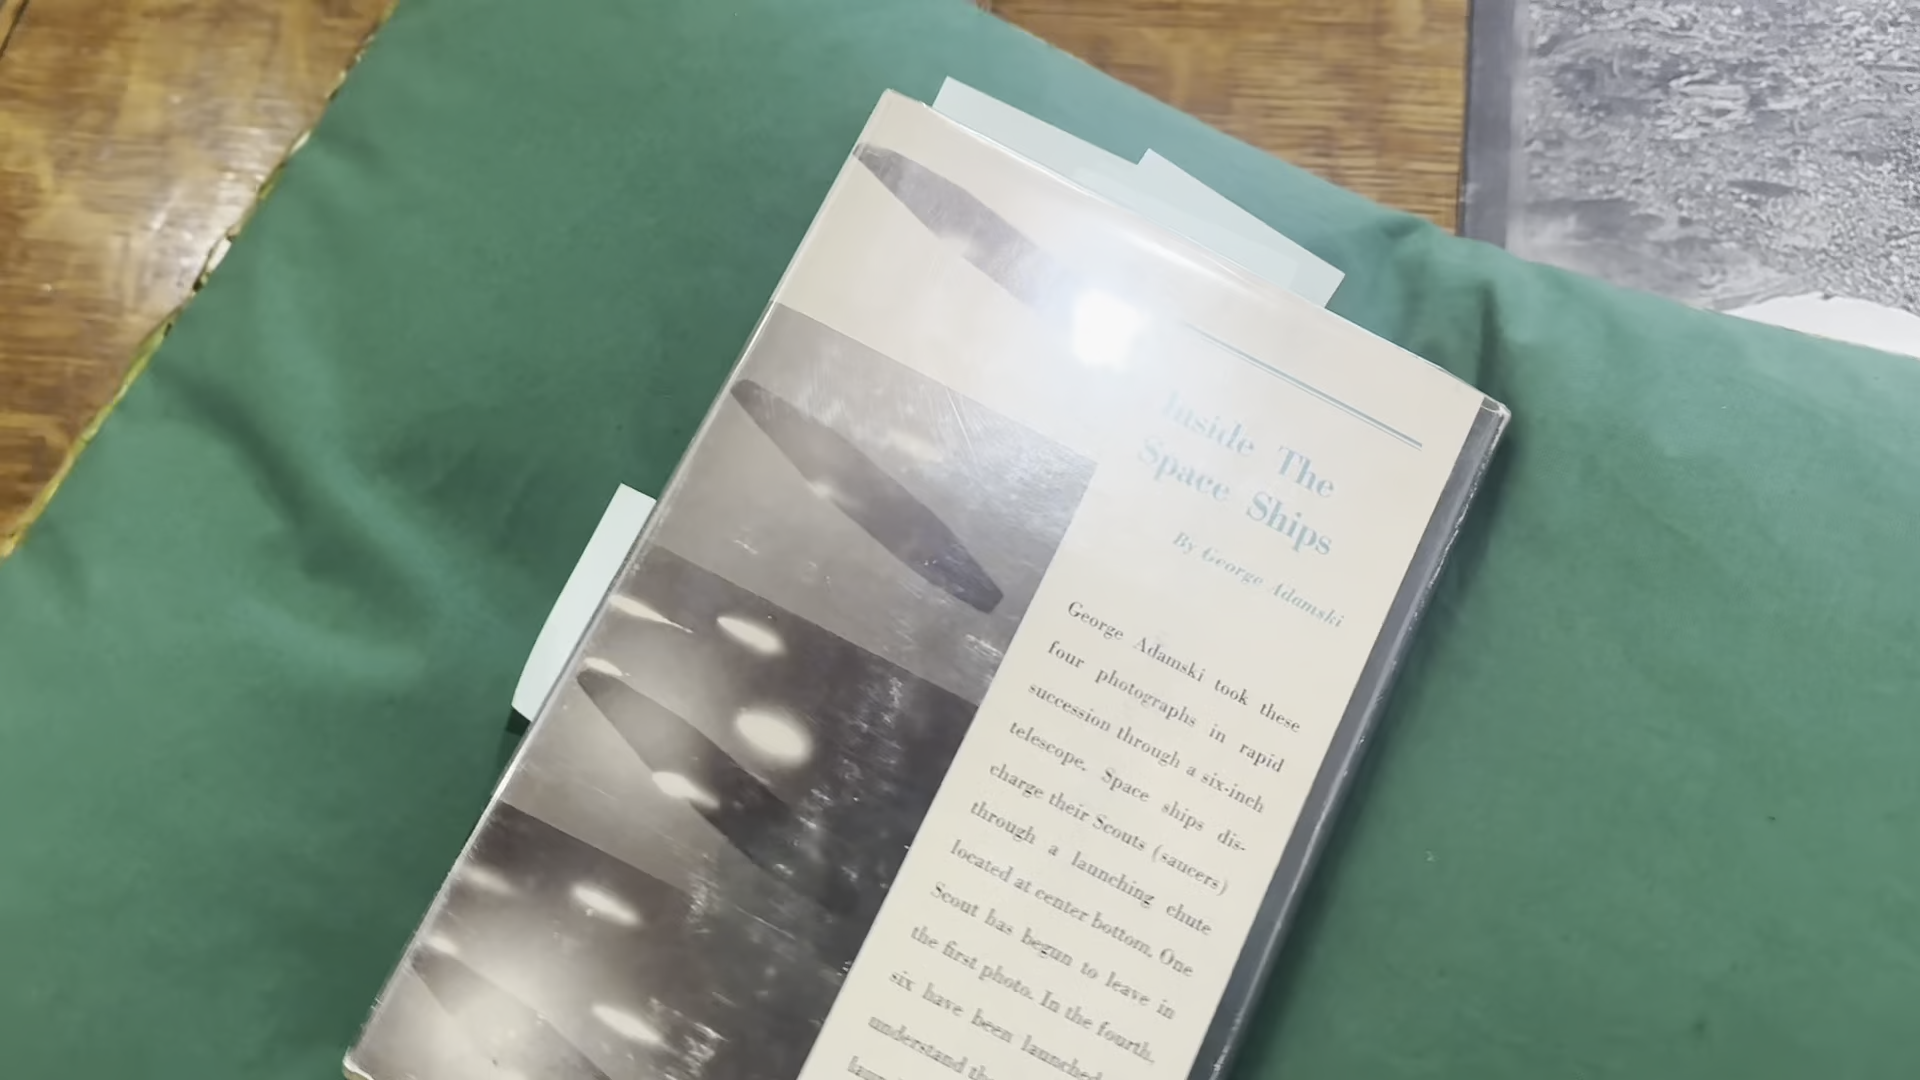 Inside The
Space Ships
By George Adamski
George Adamski took these
four photographs in rapid
succession through a six-inch
telescope. Space ships dis-
charge their Scouts (saucers)
through a launching chute
located at center bottom. One
Scout has begun to leave in
the first photo. In the fourth,
six have been launched
understand